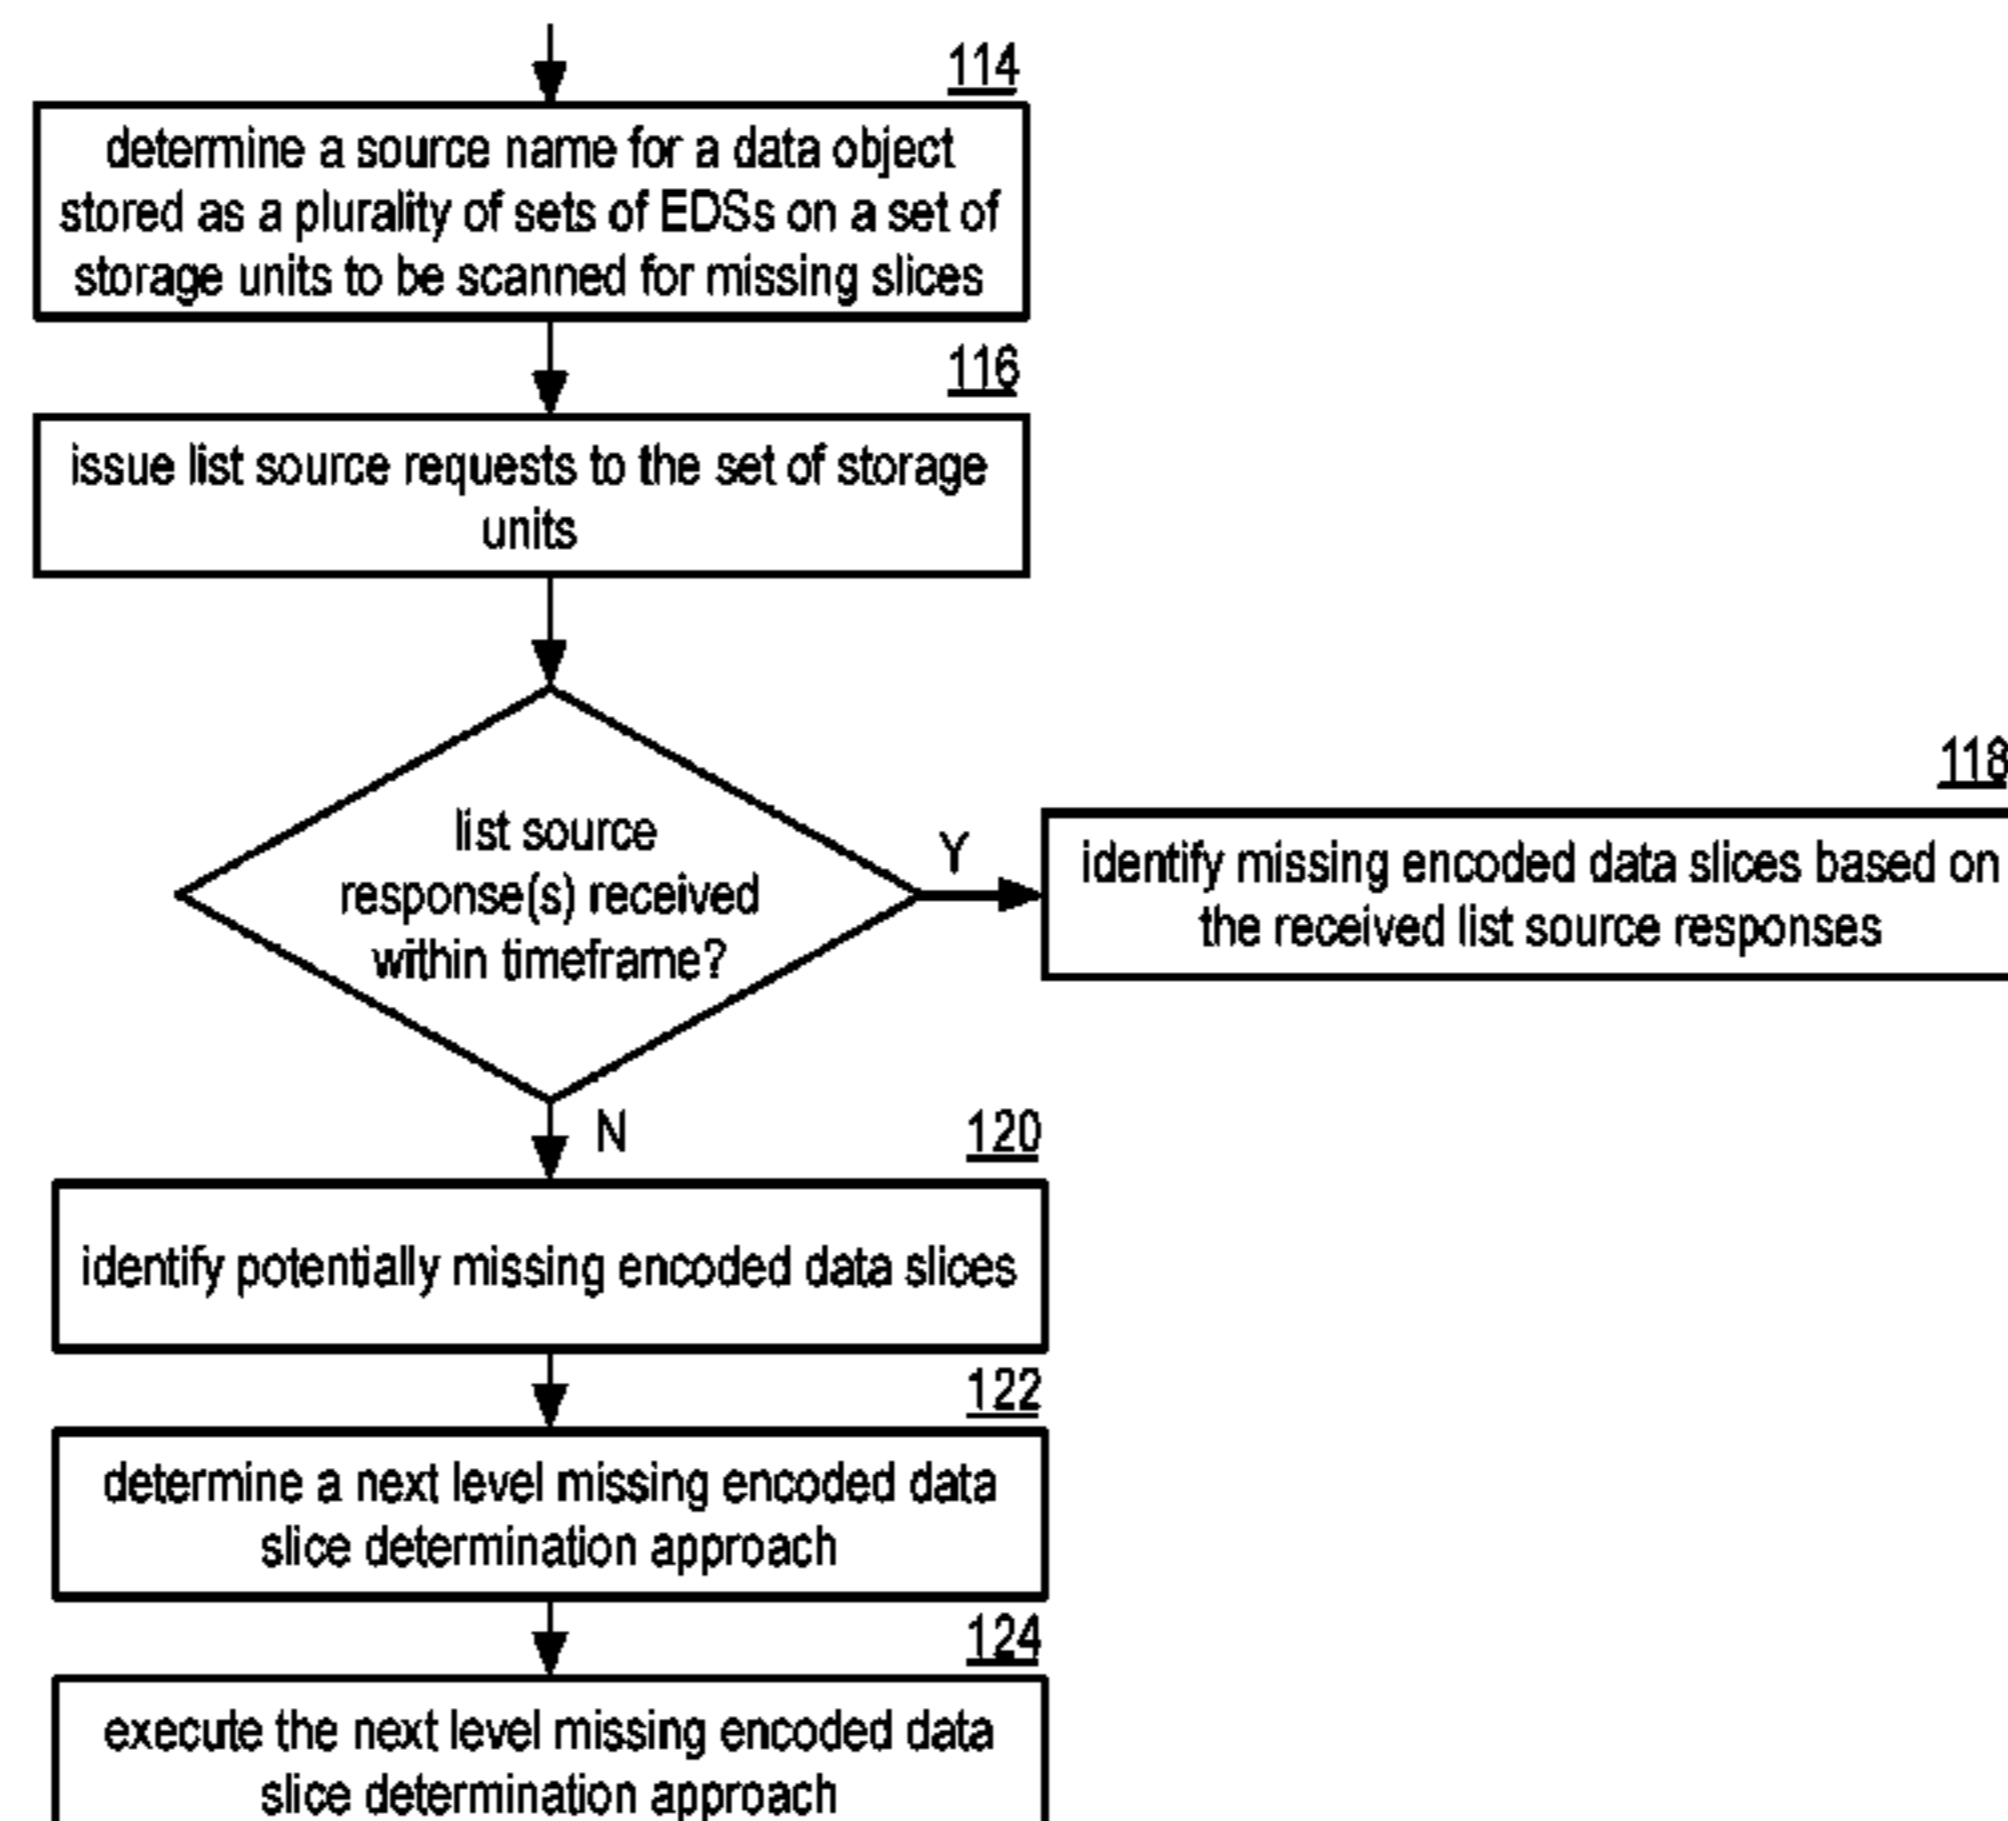 114
determine a source name for a data object
stored as a plurality of sets of EDSs on a set of
storage units to be scanned for missing slices
116
issue list source requests to the set of storage
units
list source
response(s) received
within timeframe?
Y
118
identify missing encoded data slices based on
the received list source responses
N
120
identify potentially missing encoded data slices
122
determine a next level missing encoded data
slice determination approach
124
execute the next level missing encoded data
slice determination approach